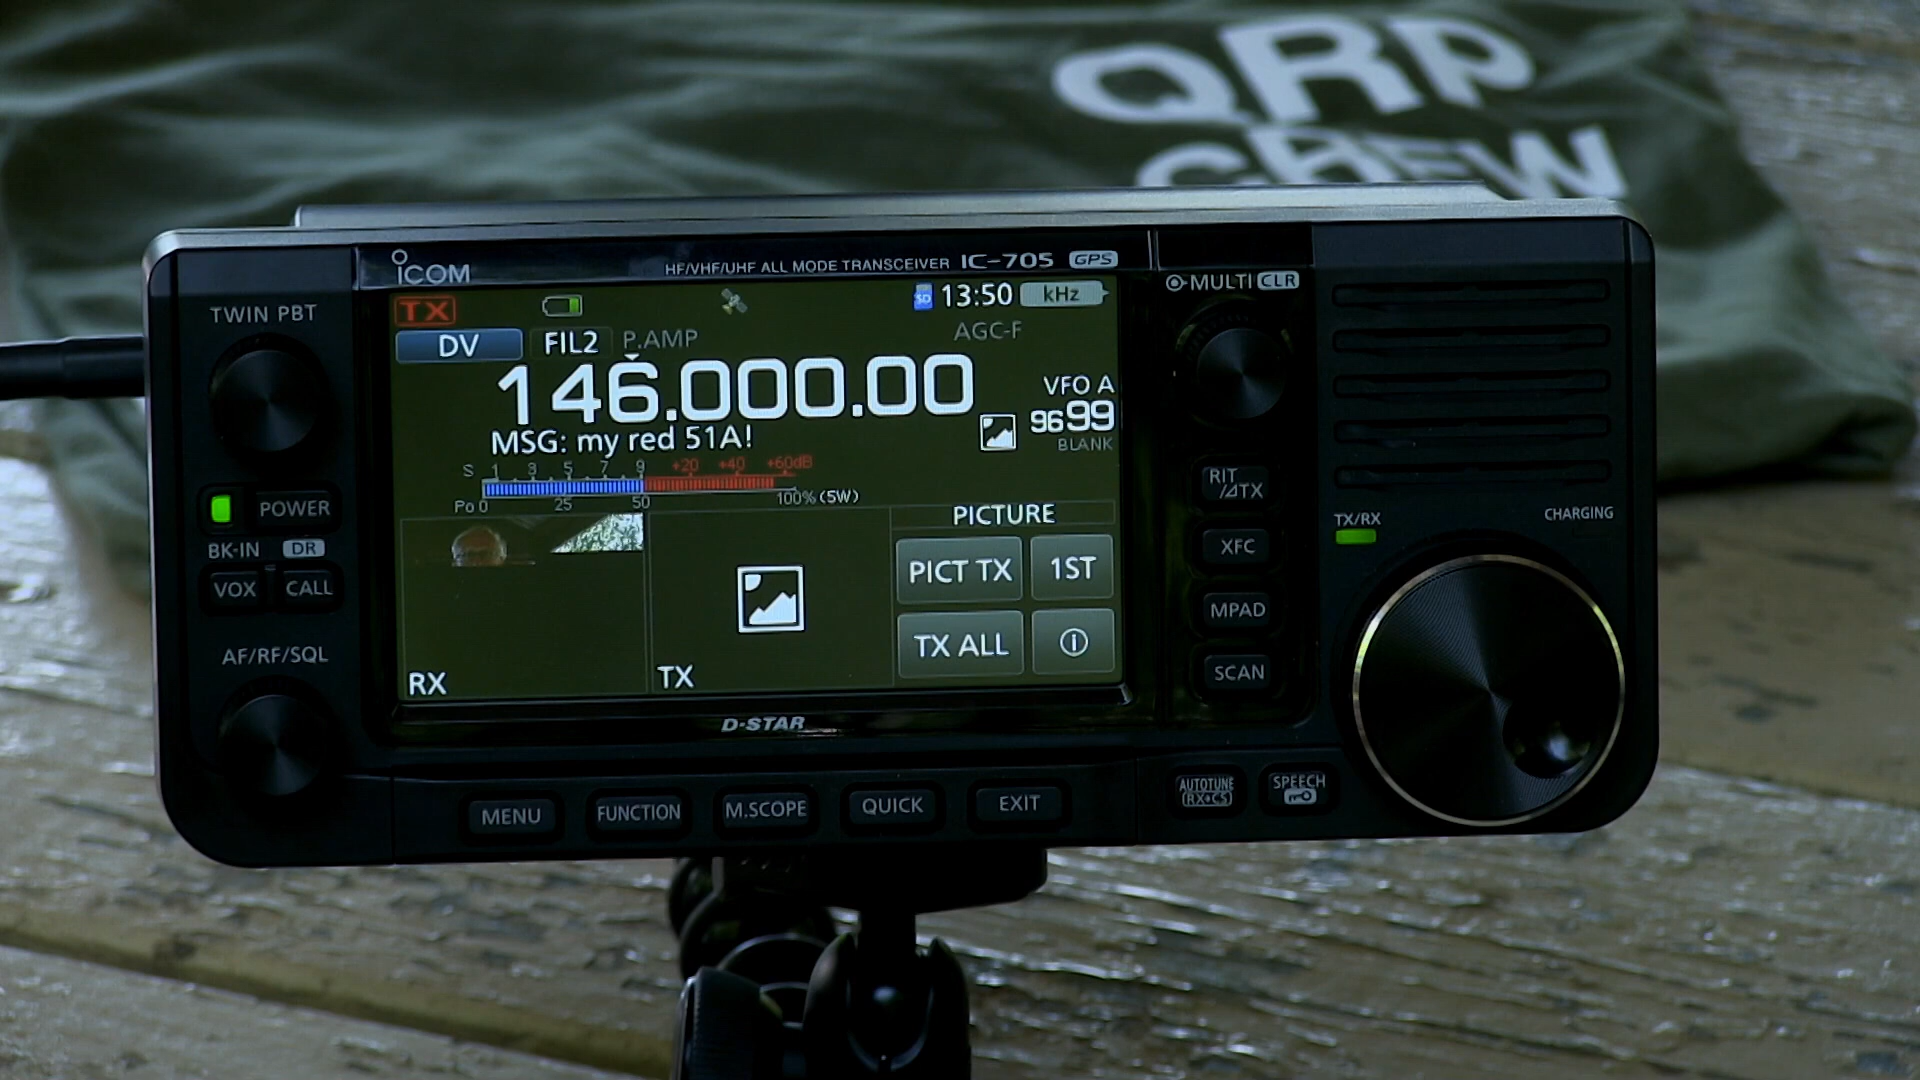 QRP
CREW
ICOM
HF/VHF/UHF ALL MODE TRANSCEIVER IC-705 GPS
MULTI CLR
TWIN PBT
TX
SD 13:50 kHz
DV FIL2 P.AMP AGC-F
146.000.00
VFO A
9699
BLANK
MSG: my red 51A!
S 1 3 5 7 9 +20 +40 +60dB
Po 0 25 50 100% (5W)
PICTURE
PICT TX 1ST
TX ALL
RX
TX
D-STAR
POWER
BK-IN DR
VOX CALL
AF/RF/SQL
RIT
/⊿TX
XFC
MPAD
SCAN
TX/RX
CHARGING
MENU FUNCTION M.SCOPE QUICK EXIT
AUTOTUNE
(RX→CS)
SPEECH